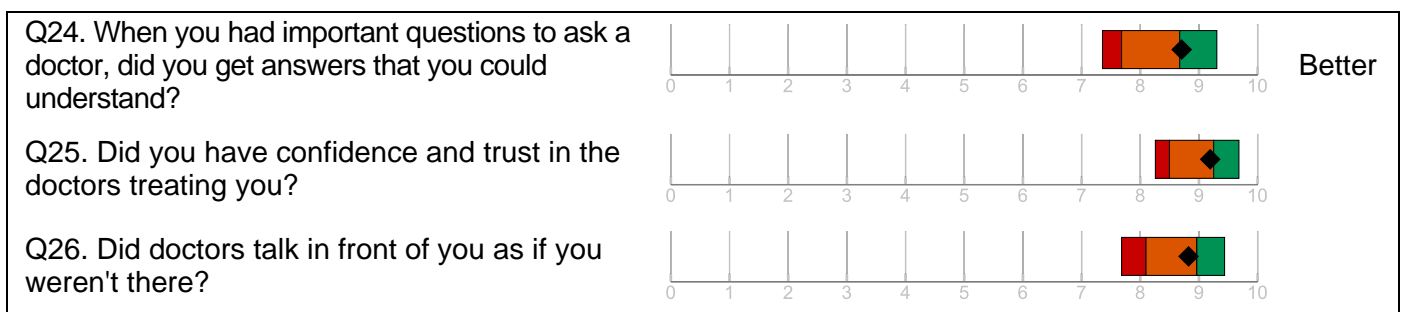 Q24. When you had important questions to ask a
doctor, did you get answers that you could
understand?
Better
0 1 2 3 4 5 6 7 8 9 10
Q25. Did you have confidence and trust in the
doctors treating you?
0 1 2 3 4 5 6 7 8 9 10
Q26. Did doctors talk in front of you as if you
weren't there?
0 1 2 3 4 5 6 7 8 9 10